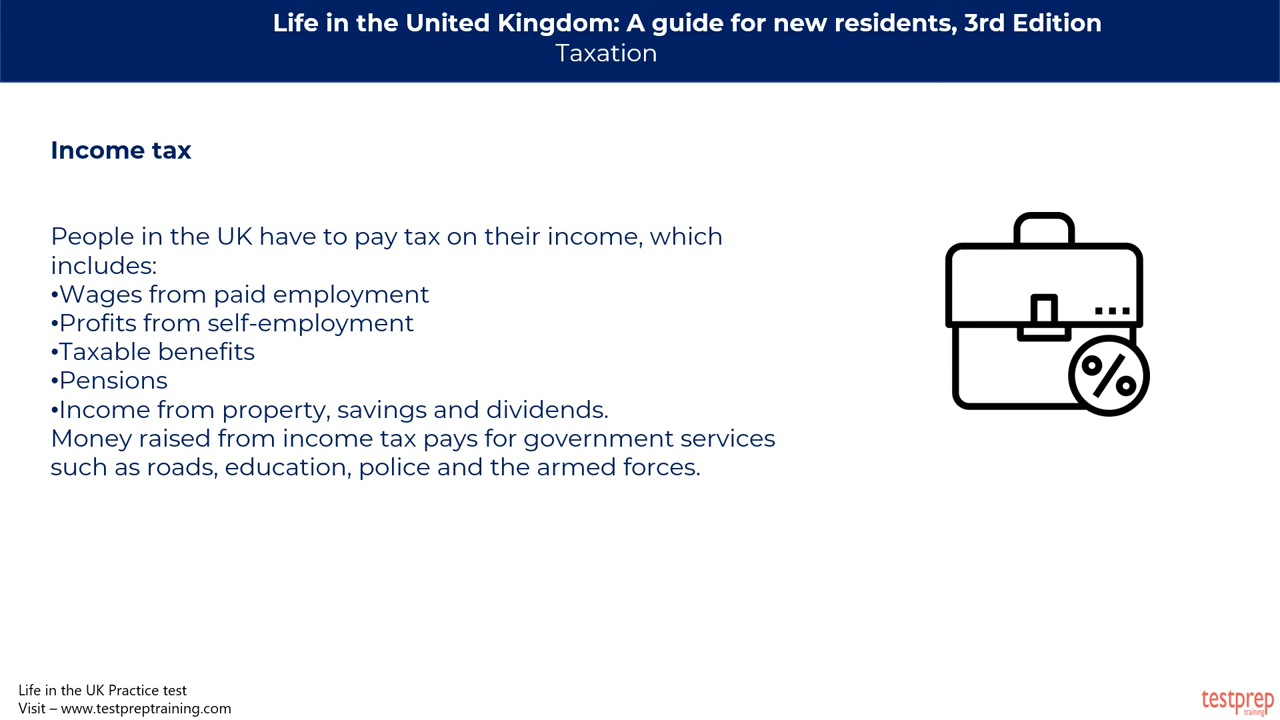 Life in the United Kingdom: A guide for new residents, 3rd Edition
Taxation
Income tax
People in the UK have to pay tax on their income, which
includes:
•Wages from paid employment
•Profits from self-employment
•Taxable benefits
•Pensions
•Income from property, savings and dividends.
Money raised from income tax pays for government services
such as roads, education, police and the armed forces.
%
Life in the UK Practice test
Visit – www.testpreptraining.com
testprep
training